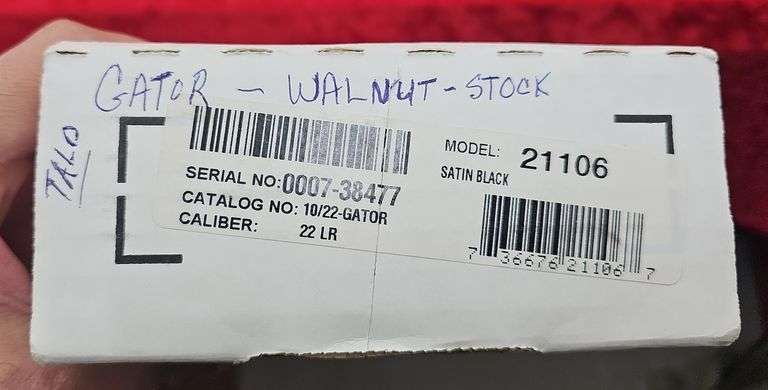 GATOR - WALNUT - STOCK
TALO
SERIAL NO: 0007-38477
CATALOG NO: 10/22-GATOR
CALIBER: 22 LR
MODEL: 21106
SATIN BLACK
7 36676 21106 7